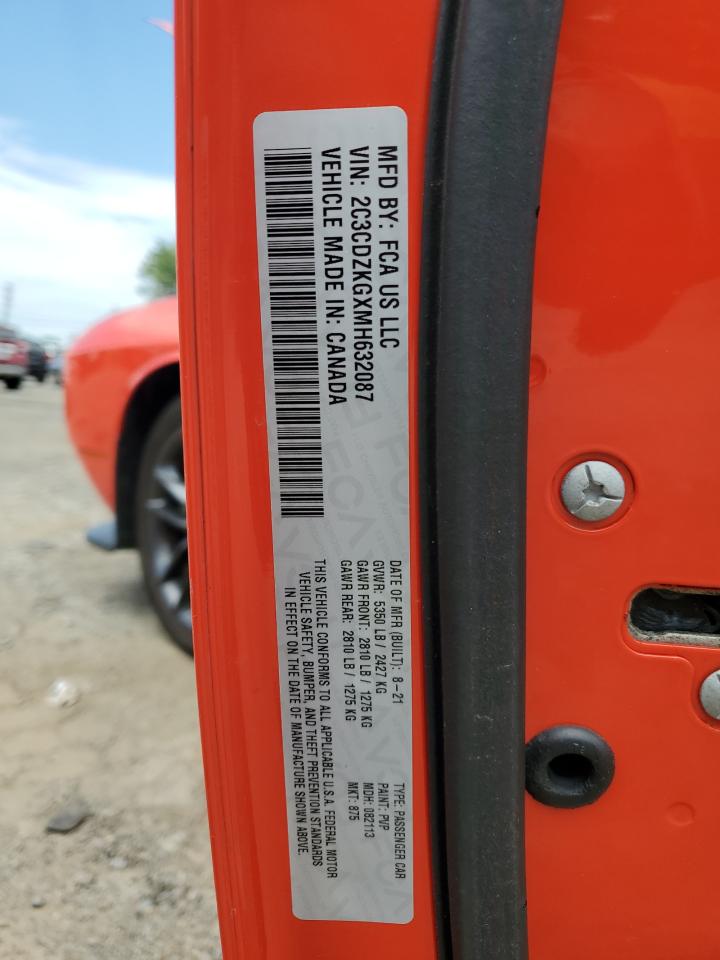 MFD BY: FCA US LLC
VIN: 2C3CDZKGXMH632087
VEHICLE MADE IN: CANADA
DATE OF MFR (BUILT): 8-21
GVWR: 5350 LB / 2427 KG
GAWR FRONT: 2810 LB / 1275 KG
GAWR REAR: 2810 LB / 1275 KG
TYPE: PASSENGER CAR
PAINT: PVP
MDH: 082113
MKT: 875
THIS VEHICLE CONFORMS TO ALL APPLICABLE U.S.A. FEDERAL MOTOR
VEHICLE SAFETY, BUMPER, AND THEFT PREVENTION STANDARDS
IN EFFECT ON THE DATE OF MANUFACTURE SHOWN ABOVE.